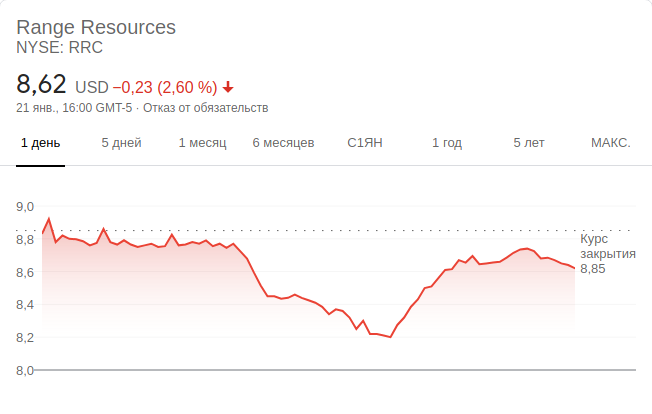 Range Resources
NYSE: RRC
8,62 USD −0,23 (2,60 %)
21 янв., 16:00 GMT-5 · Отказ от обязательств
1 день 5 дней 1 месяц 6 месяцев С1ЯН 1 год 5 лет МАКС.
9,0
8,8
8,6
8,4
8,2
8,0
Курс
закрытия
8,85